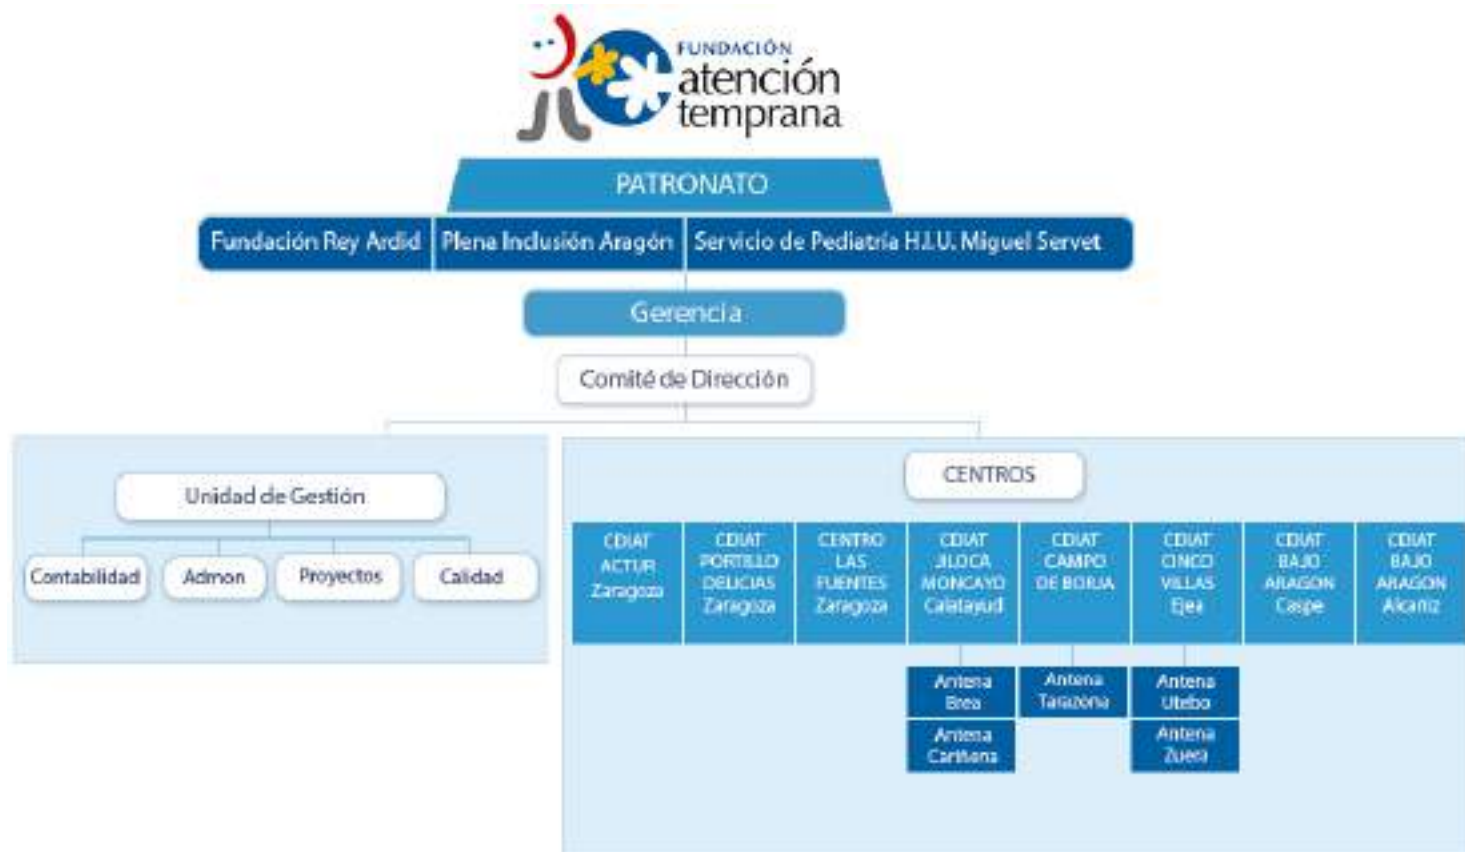 FUNDACIÓN
atención
temprana
PATRONATO
Fundación Rey Ardid
Plena Inclusión Aragón
Servicio de Pediatría H.I.U. Miguel Servet
Gerencia
Comité de Dirección
Unidad de Gestión
Contabilidad
Admon
Proyectos
Calidad
CENTROS
CDIAT
ACTUR
Zaragoza
CDIAT
PORTILLO
DELICIAS
Zaragoza
CENTRO
LAS
FUENTES
Zaragoza
CDIAT
JILOCA
MONCAYO
Calatayud
CDIAT
CAMPO
DE BORJA
CDIAT
CINCO
VILLAS
Ejea
CDIAT
BAJO
ARAGON
Caspe
CDIAT
BAJO
ARAGON
Alcañiz
Antena
Brea
Antena
Cariñena
Antena
Tarazona
Antena
Utebo
Antena
Zuera